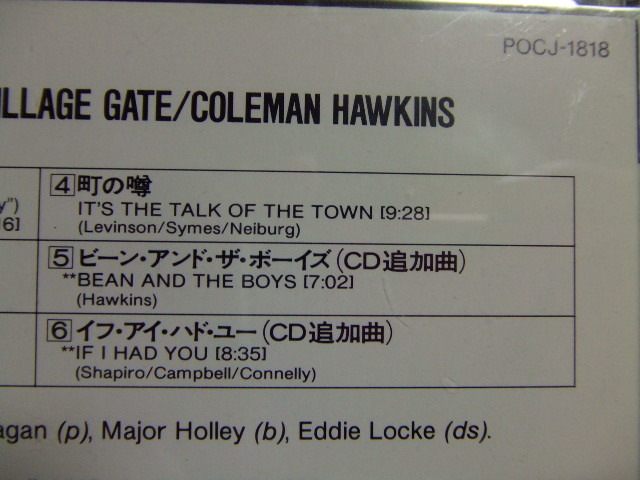 POCJ-1818
VILLAGE GATE/COLEMAN HAWKINS
y")
16]
4 町の噂
IT'S THE TALK OF THE TOWN [9:28]
(Levinson/Symes/Neiburg)
5 ビーン・アンド・ザ・ボーイズ(CD追加曲)
**BEAN AND THE BOYS [7:02]
(Hawkins)
6 イフ・アイ・ハド・ユー(CD追加曲)
**IF I HAD YOU [8:35]
(Shapiro/Campbell/Connelly)
agan (p), Major Holley (b), Eddie Locke (ds).